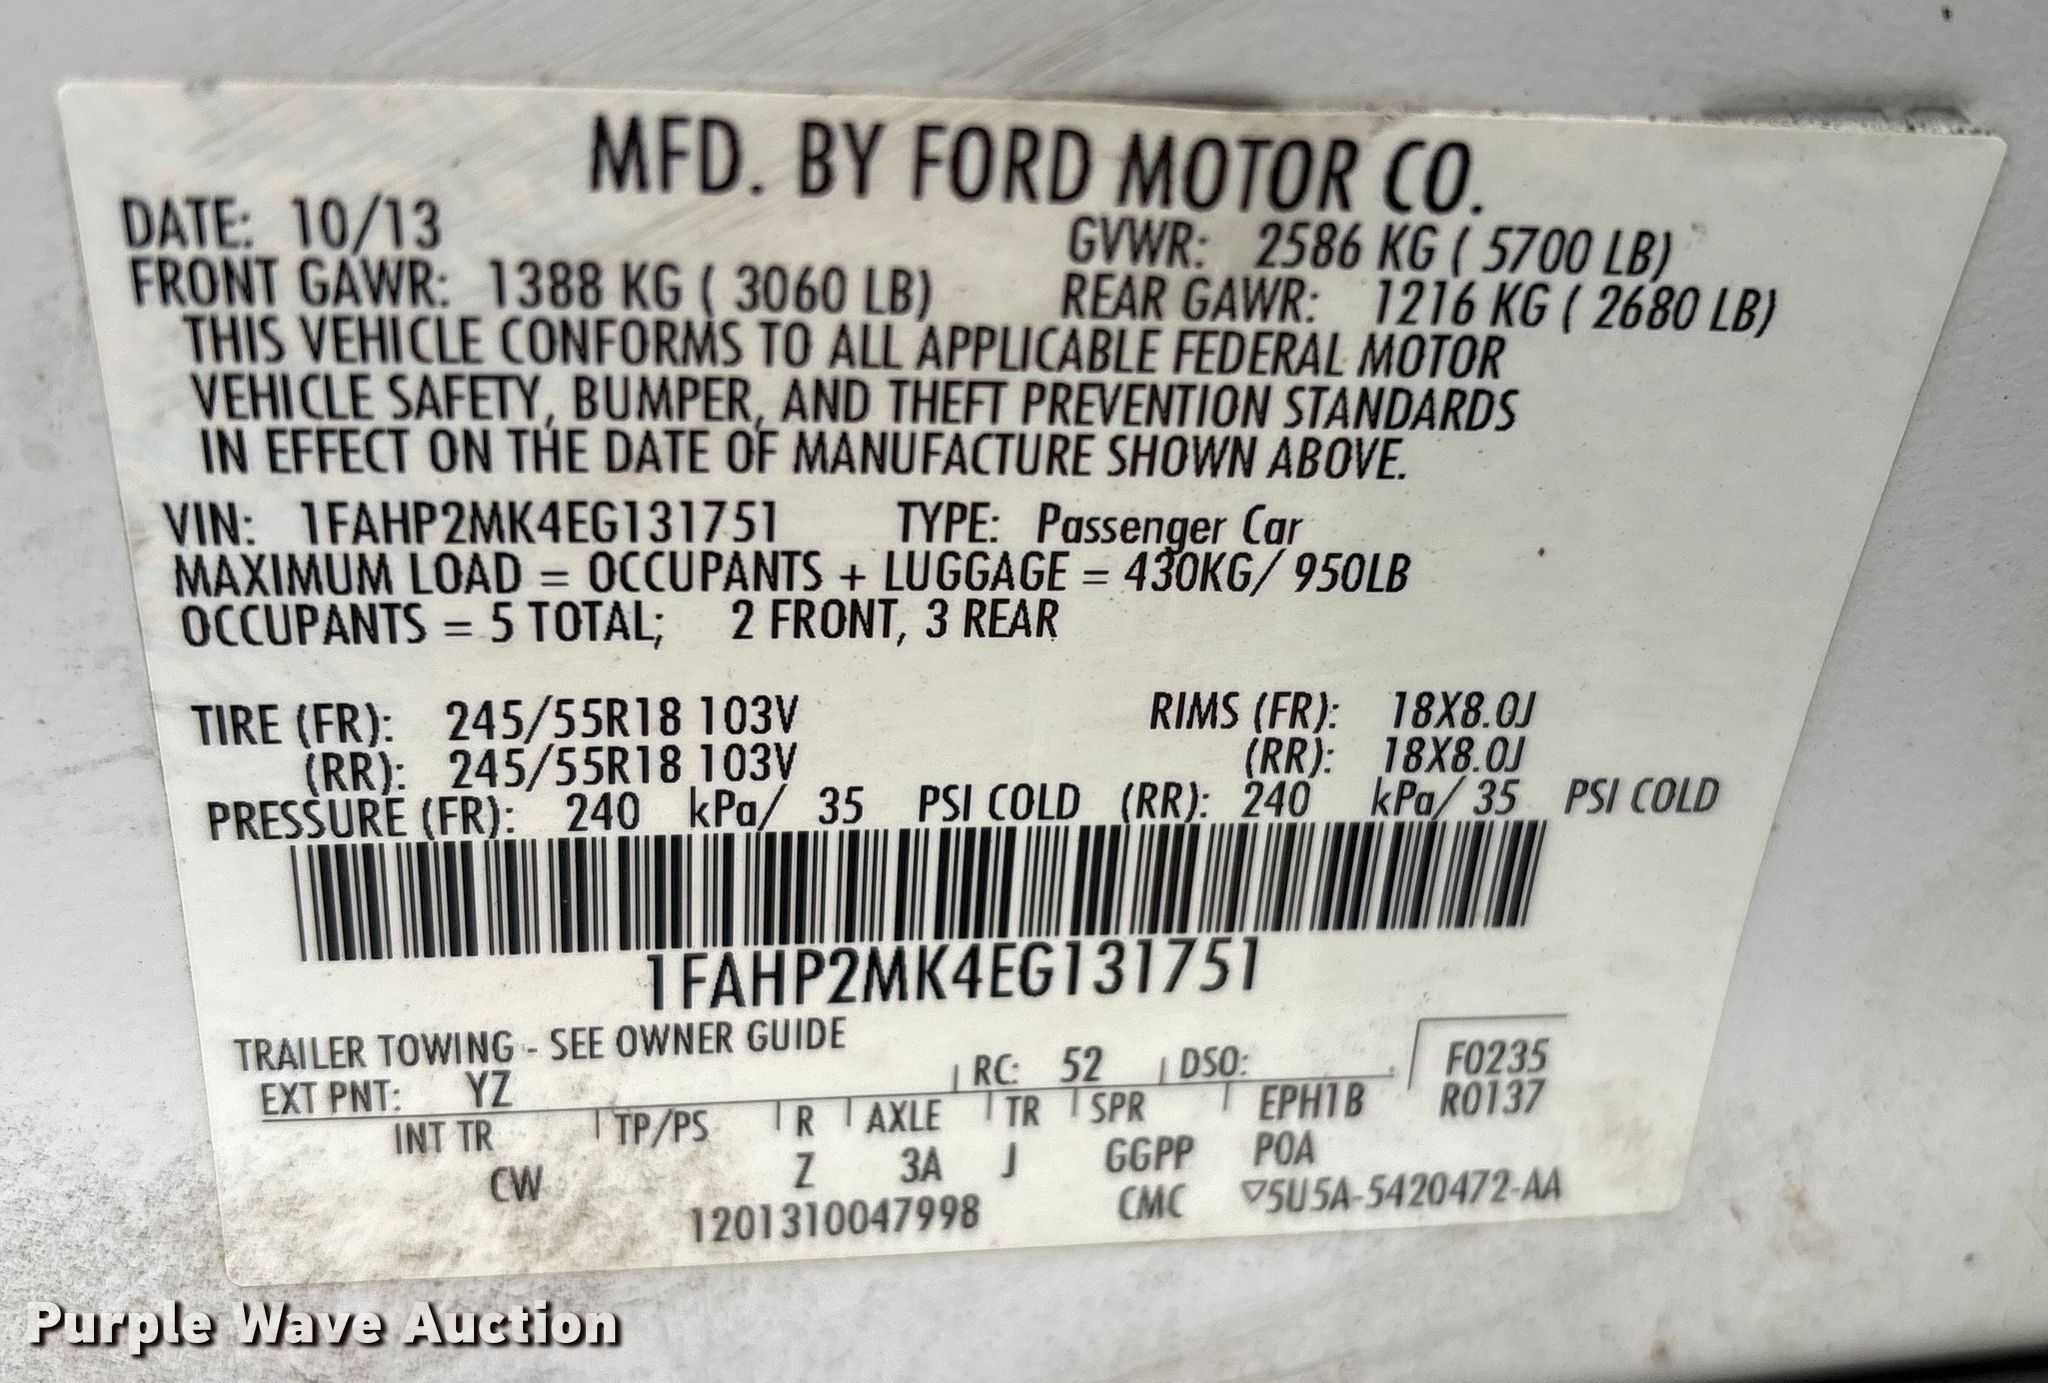 MFD. BY FORD MOTOR CO.
DATE: 10/13 GVWR: 2586 KG ( 5700 LB)
FRONT GAWR: 1388 KG ( 3060 LB) REAR GAWR: 1216 KG ( 2680 LB)
THIS VEHICLE CONFORMS TO ALL APPLICABLE FEDERAL MOTOR
VEHICLE SAFETY, BUMPER, AND THEFT PREVENTION STANDARDS
IN EFFECT ON THE DATE OF MANUFACTURE SHOWN ABOVE.
VIN: 1FAHP2MK4EG131751 TYPE: Passenger Car
MAXIMUM LOAD = OCCUPANTS + LUGGAGE = 430KG/ 950LB
OCCUPANTS = 5 TOTAL; 2 FRONT, 3 REAR
TIRE (FR): 245/55R18 103V RIMS (FR): 18X8.0J
(RR): 245/55R18 103V (RR): 18X8.0J
PRESSURE (FR): 240 kPa/ 35 PSI COLD (RR): 240 kPa/ 35 PSI COLD
1FAHP2MK4EG131751
TRAILER TOWING - SEE OWNER GUIDE
EXT PNT: YZ RC: 52 DSO: F0235
INT TR TP/PS R AXLE TR SPR EPH1B R0137
CW Z 3A J GGPP POA
1201310047998 CMC ▽5U5A-5420472-AA
Purple Wave Auction